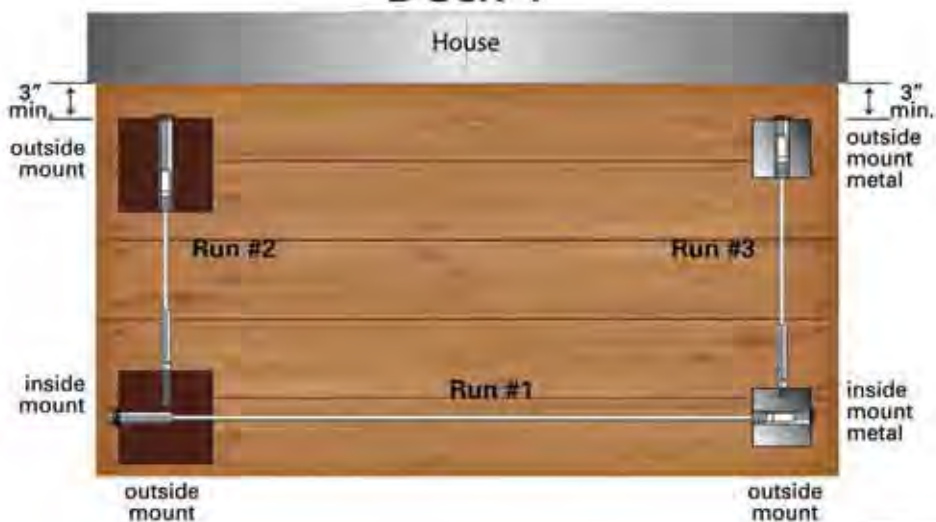 House
3"
min.
outside
mount
3"
min.
outside
mount
metal
Run #2
Run #3
inside
mount
Run #1
inside
mount
metal
outside
mount
outside
mount